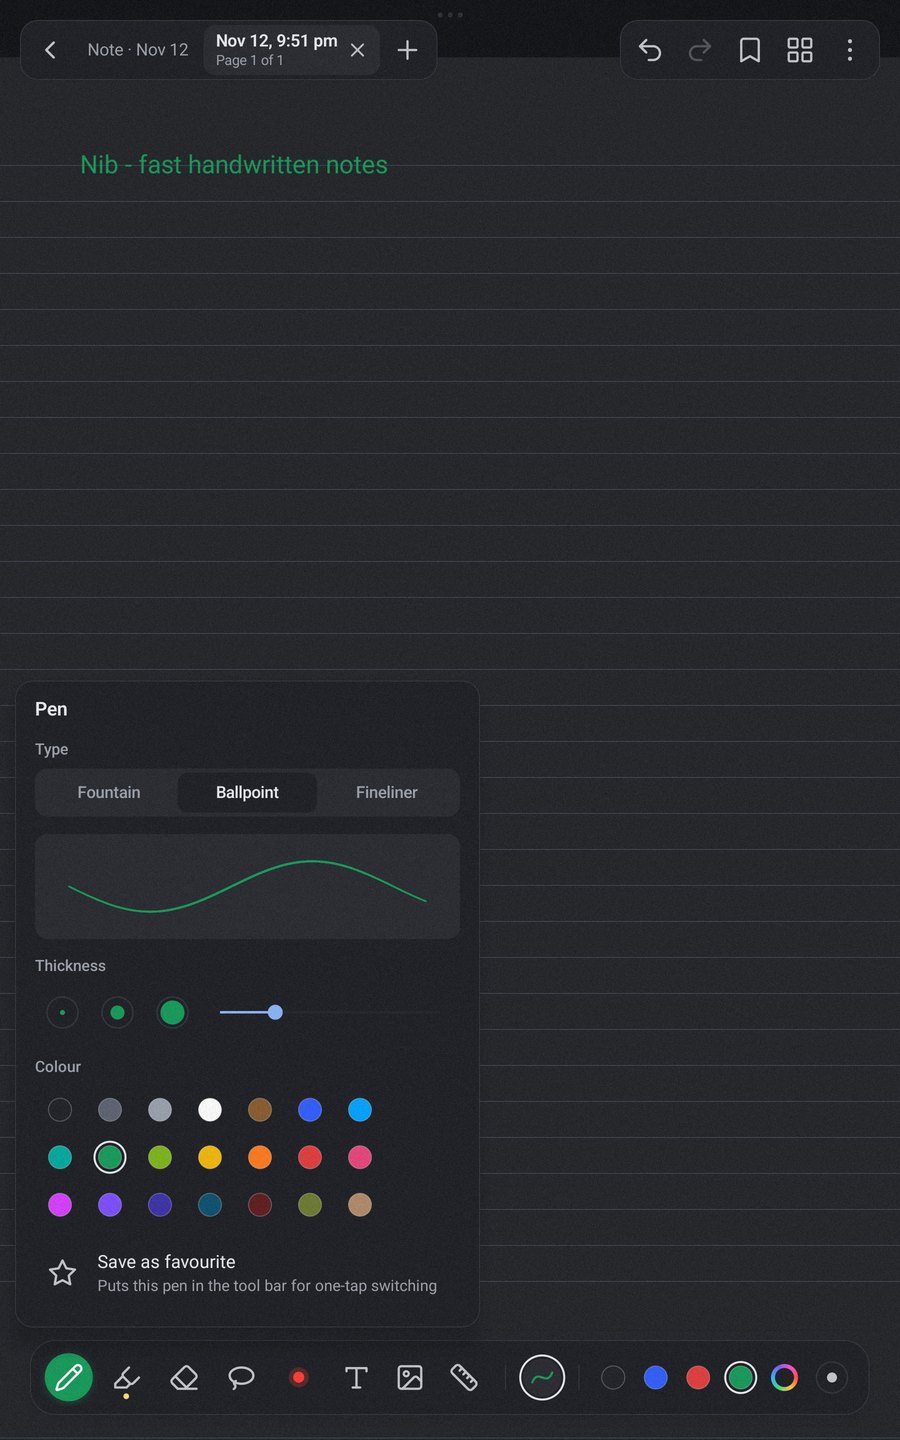 Note · Nov 12
Nov 12, 9:51 pm
Page 1 of 1
Nib - fast handwritten notes
Pen
Type
Fountain
Ballpoint
Fineliner
Thickness
Colour
Save as favourite
Puts this pen in the tool bar for one-tap switching
T